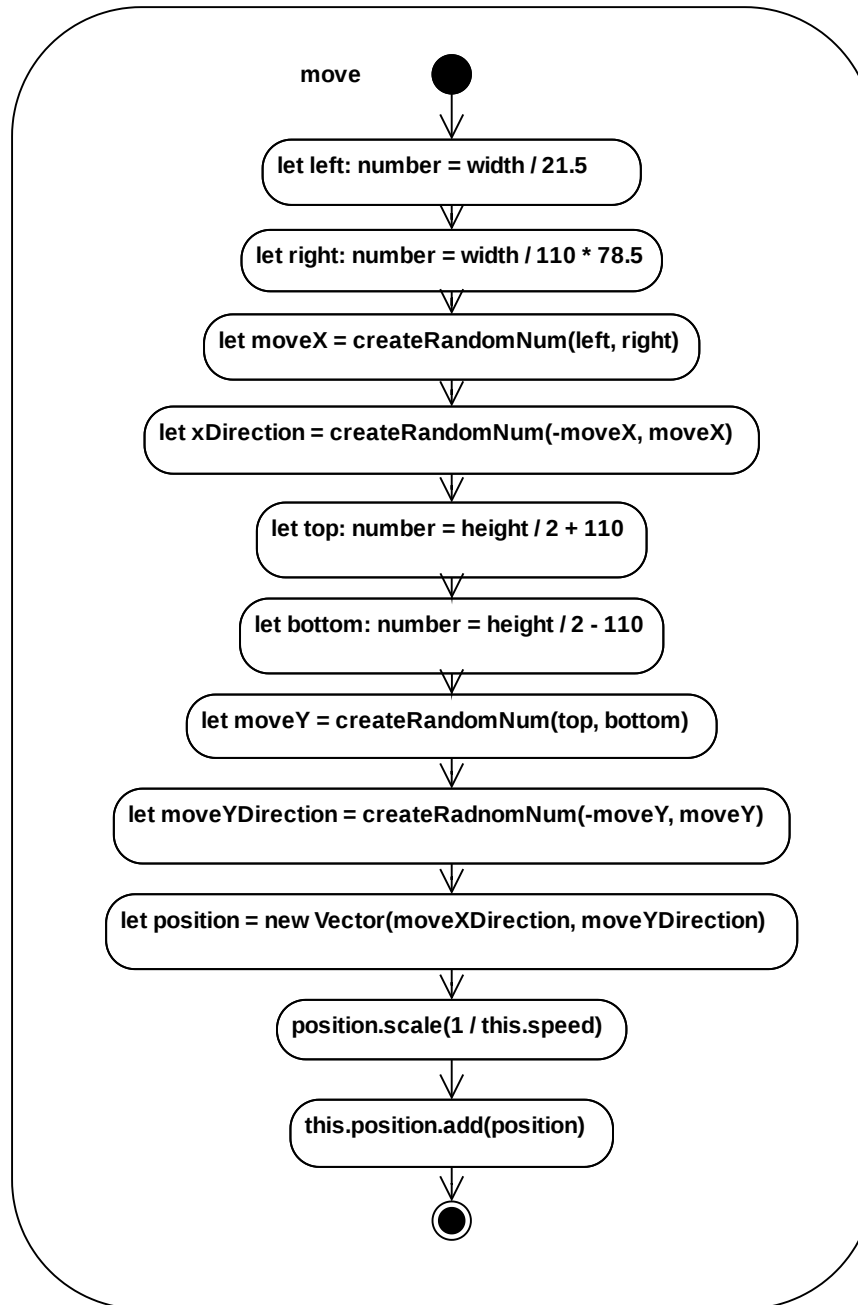 move
let left: number = width / 21.5
let right: number = width / 110 * 78.5
let moveX = createRandomNum(left, right)
let xDirection = createRandomNum(-moveX, moveX)
let top: number = height / 2 + 110
let bottom: number = height / 2 - 110
let moveY = createRandomNum(top, bottom)
let moveYDirection = createRadnomNum(-moveY, moveY)
let position = new Vector(moveXDirection, moveYDirection)
position.scale(1 / this.speed)
this.position.add(position)